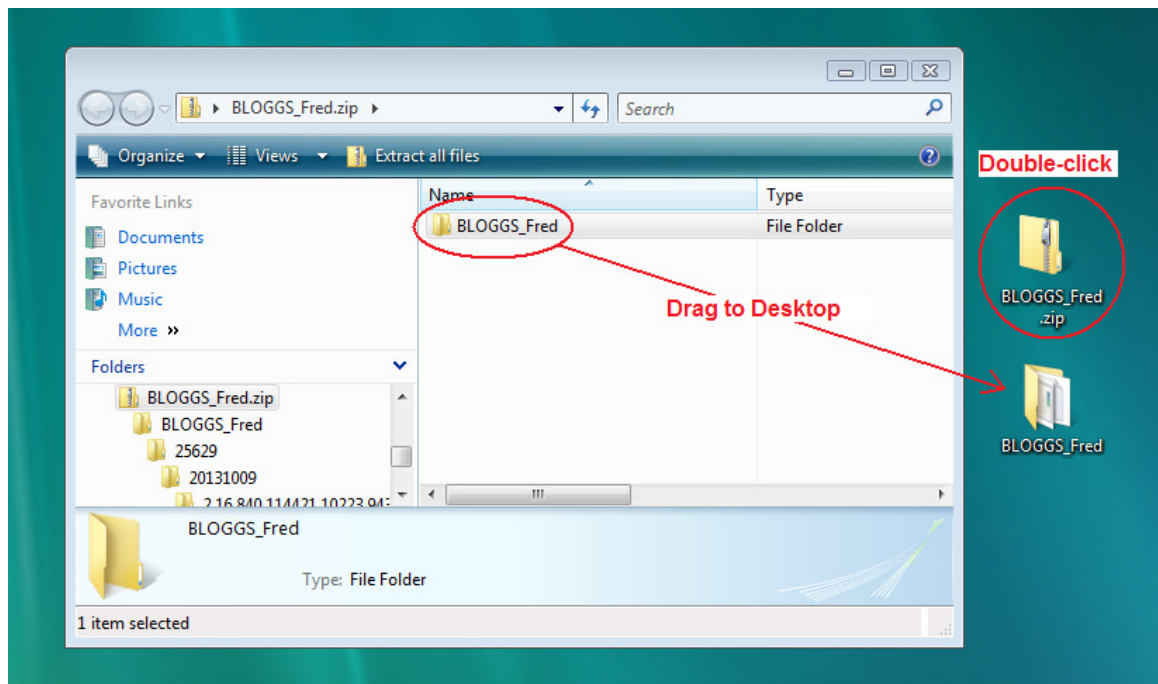 BLOGGS_Fred.zip
Search
Organize Views Extract all files
Double-click
Favorite Links
Name Type
BLOGGS_Fred File Folder
Documents
Pictures
Music
More »
Drag to Desktop
BLOGGS_Fred
.zip
Folders
BLOGGS_Fred.zip
BLOGGS_Fred
25629
20131009
BLOGGS_Fred
BLOGGS_Fred
Type: File Folder
1 item selected